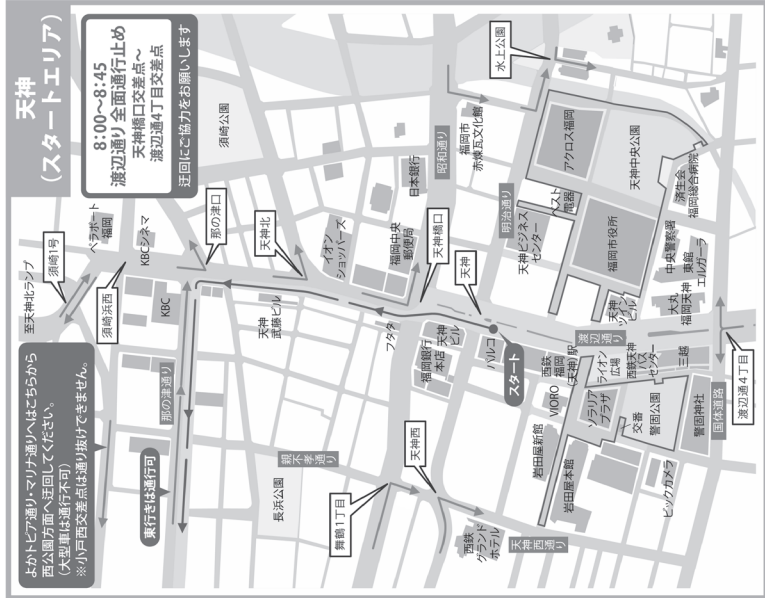 天神
（スタートエリア）
8:00～8:45
渡辺通り 全面通行止め
天神橋口交差点～
渡辺通4丁目交差点
迂回にご協力をお願いします
よかトピア通り・マリナ通りへはこちらから
西公園方面へ迂回してください。
（大型車は通行不可）
※小戸西交差点は通り抜けできません。
至天神北ランプ
須崎1号
須崎浜西
ベラポート
福岡
KBCシネマ
KBC
那の津口
那の津通り
東行きは通行可
須崎公園
天神北
天神
武藤ビル
イオン
ショッパーズ
日本銀行
昭和通り
福岡市
赤煉瓦文化館
水上公園
福岡中央
郵便局
天神橋口
フタタ
親不孝通り
長浜公園
舞鶴1丁目
天神西
西鉄
グランド
ホテル
天神西通り
福岡銀行
本店
天神
ビル
天神
パルコ
スタート
明治通り
天神ビジネス
センター
ベスト
電器
アクロス福岡
天神中央公園
福岡市役所
済生会
福岡総合病院
中央警察署
東館
エルガーラ
大丸
福岡天神
天神
ツインビル
渡辺通り
西鉄
福岡
(天神)駅
ライオン
広場
西鉄天神
バス
センター
三越
VIORO
ソラリア
プラザ
交番
警固公園
警固神社
国体道路
渡辺通4丁目
岩田屋新館
岩田屋本館
ビックカメラ